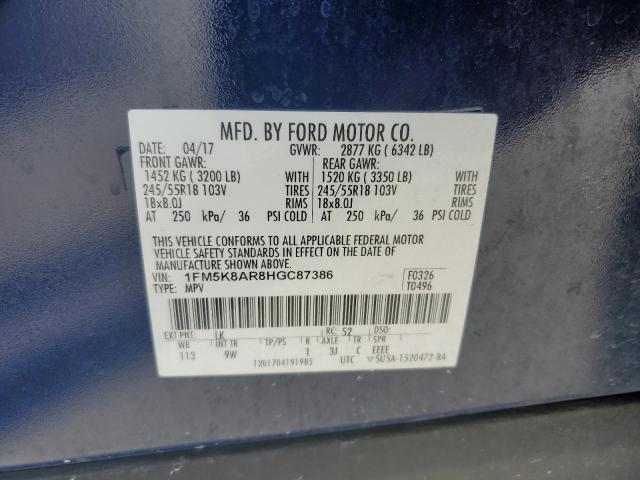 MFD. BY FORD MOTOR CO.
DATE: 04/17 GVWR: 2877 KG ( 6342 LB)
FRONT GAWR: REAR GAWR:
1452 KG ( 3200 LB) WITH 1520 KG ( 3350 LB) WITH
245/55R18 103V TIRES 245/55R18 103V TIRES
18x8.0J RIMS 18x8.0J RIMS
AT 250 kPa/ 36 PSI COLD AT 250 kPa/ 36 PSI COLD
THIS VEHICLE CONFORMS TO ALL APPLICABLE FEDERAL MOTOR
VEHICLE SAFETY STANDARDS IN EFFECT ON THE DATE OF
MANUFACTURE SHOWN ABOVE.
VIN: 1FM5K8AR8HGC87386 F0326
TYPE: MPV T0496
EXT PNT: LK RC: 52 DSO:
WB INT TR TP/PS R AXLE TR SPR
113 9W 1 3J C EEEE
1201704191985 UTC ▽5U5A-1520472-BA